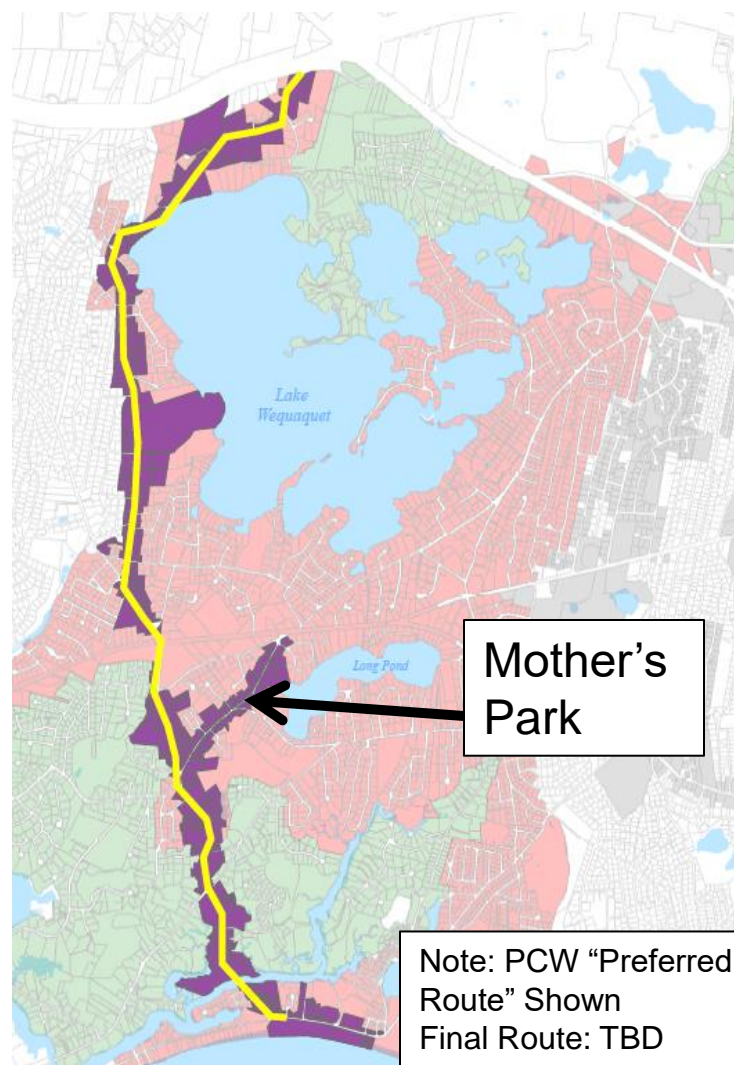 Lake
Wequaquet
Long Pond
Mother’s
Park
Note: PCW “Preferred
Route” Shown
Final Route: TBD